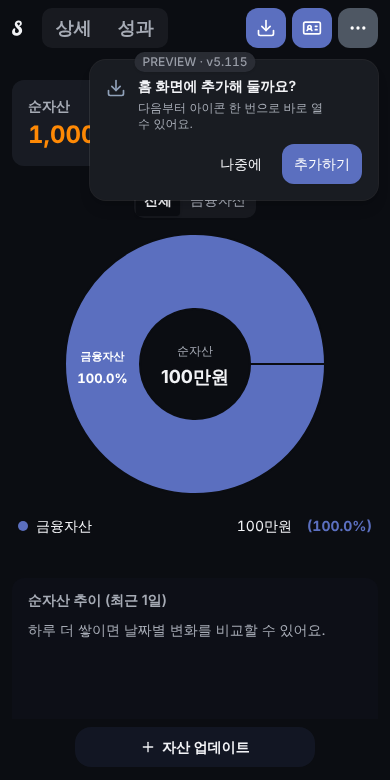 상세 성과
PREVIEW · v5.115
홈 화면에 추가해 둘까요?
다음부터 아이콘 한 번으로 바로 열
수 있어요.
나중에 추가하기
순자산
1,000
전체 금융자산
금융자산
100.0%
순자산
100만원
금융자산 100만원 (100.0%)
순자산 추이 (최근 1일)
하루 더 쌓이면 날짜별 변화를 비교할 수 있어요.
+ 자산 업데이트